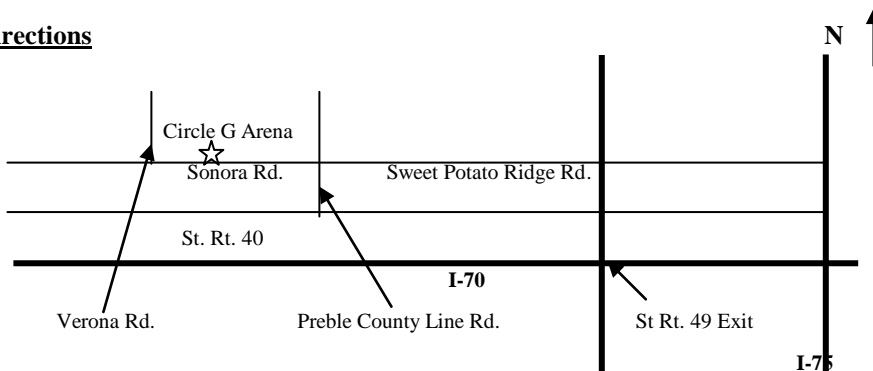 rections
N
Circle G Arena
Sonora Rd.
Sweet Potato Ridge Rd.
St. Rt. 40
I-70
Verona Rd.
Preble County Line Rd.
St Rt. 49 Exit
I-75